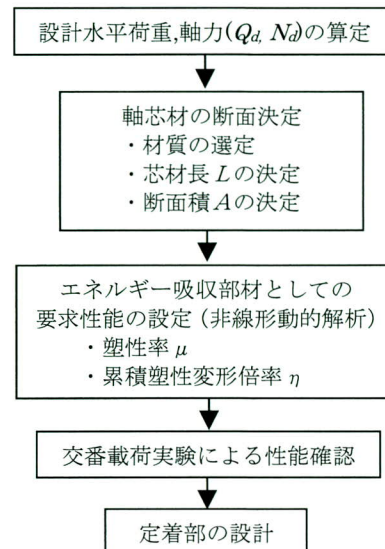 設計水平荷重,軸力(Qd, Nd)の算定
軸芯材の断面決定
・材質の選定
・芯材長 L の決定
・断面積 A の決定
エネルギー吸収部材としての
要求性能の設定 (非線形動的解析)
・塑性率 μ
・累積塑性変形倍率 η
交番載荷実験による性能確認
定着部の設計